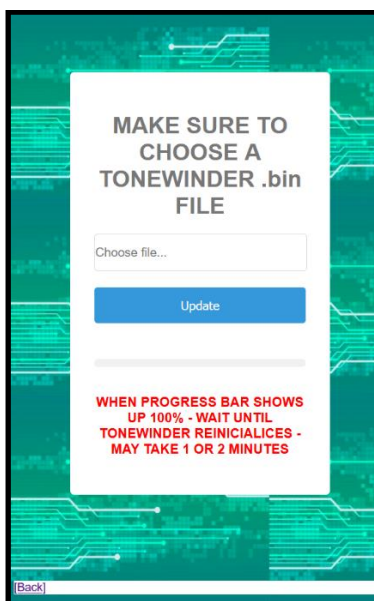 MAKE SURE TO
CHOOSE A
TONEWINDER .bin
FILE
Choose file...
Update
WHEN PROGRESS BAR SHOWS
UP 100% - WAIT UNTIL
TONEWINDER REINICIALICES -
MAY TAKE 1 OR 2 MINUTES
[Back]